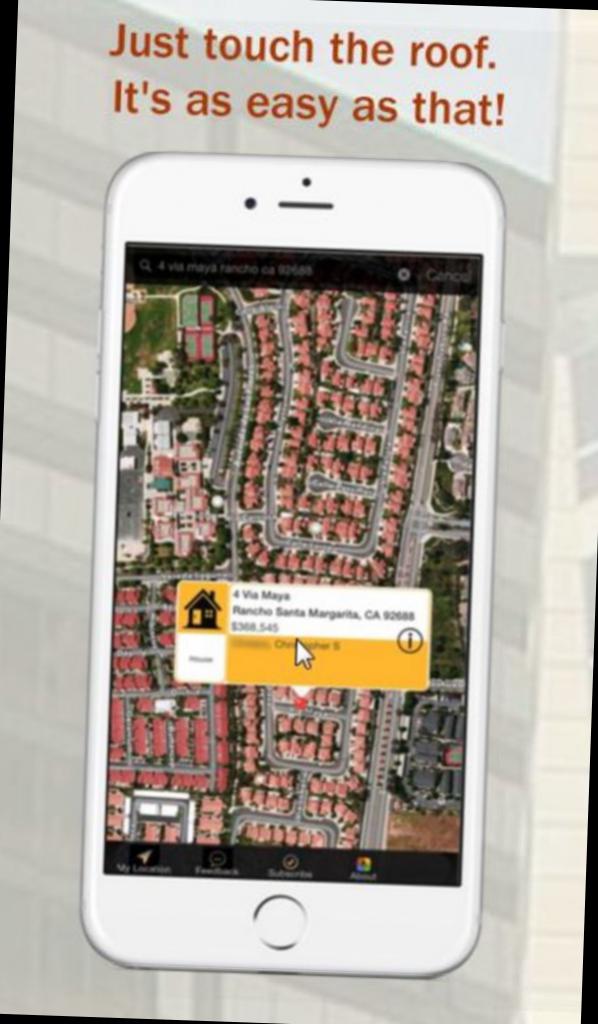 Just touch the roof.
It's as easy as that!
4 via maya rancho ca 92688
Cancel
4 Via Maya
Rancho Santa Margarita, CA 92688
$368,545
Christopher S
House
My Location
Feedback
Subscribe
About